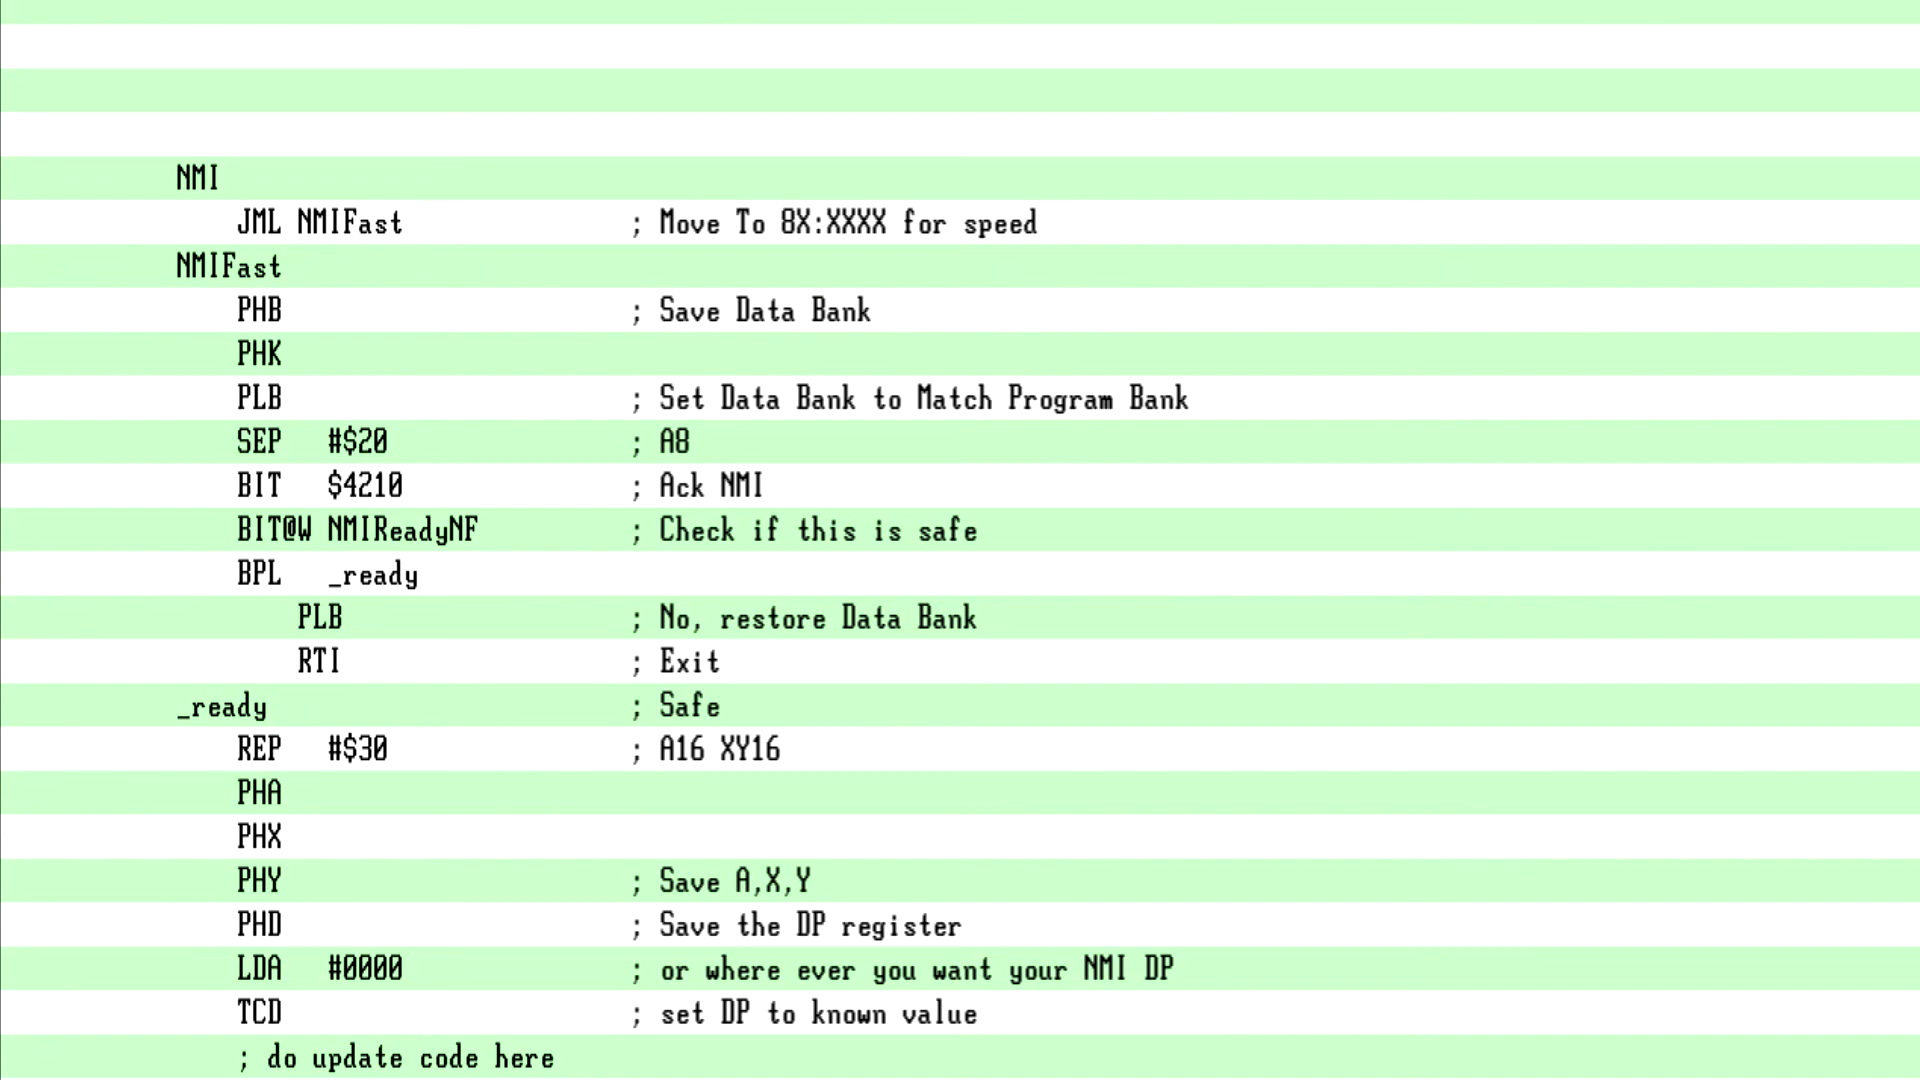 NMI
JML NMIFast ; Move To 8X:XXXX for speed
NMIFast
PHB ; Save Data Bank
PHK
PLB ; Set Data Bank to Match Program Bank
SEP #$20 ; A8
BIT $4210 ; Ack NMI
BIT@W NMIReadyNF ; Check if this is safe
BPL _ready
PLB ; No, restore Data Bank
RTI ; Exit
_ready ; Safe
REP #$30 ; A16 XY16
PHA
PHX
PHY ; Save A,X,Y
PHD ; Save the DP register
LDA #0000 ; or where ever you want your NMI DP
TCD ; set DP to known value
; do update code here